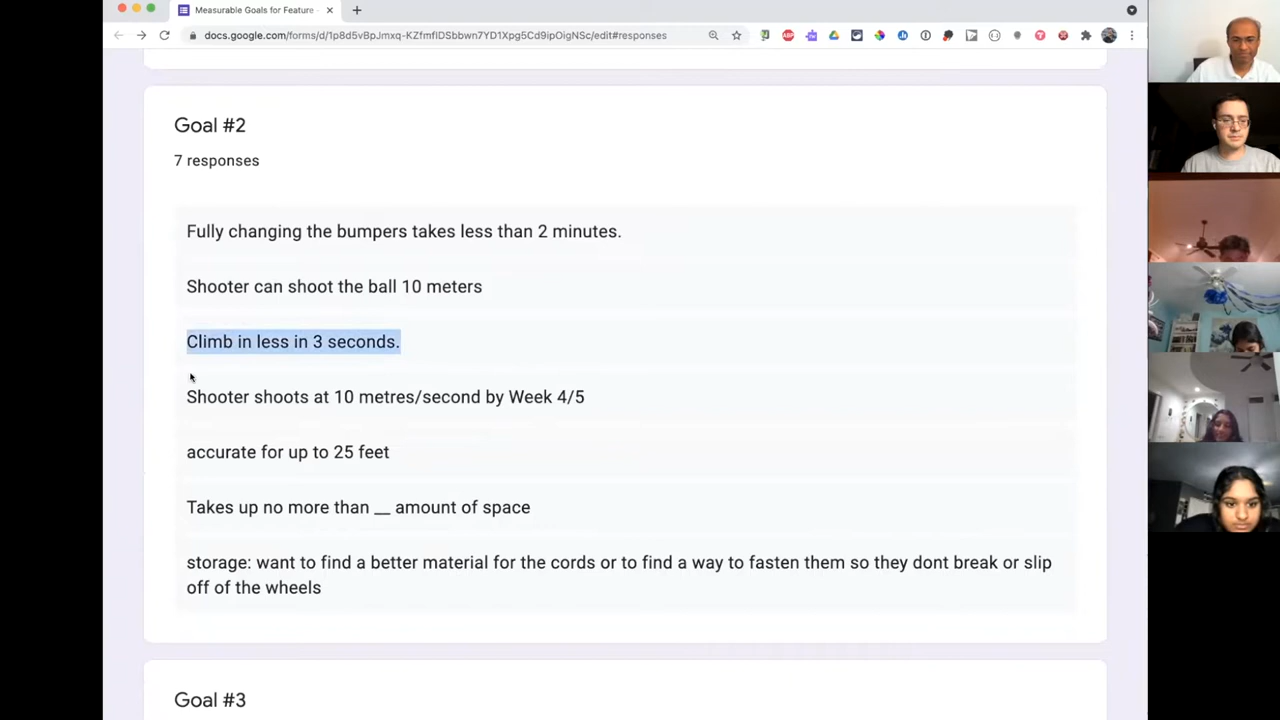 Measurable Goals for Feature
docs.google.com/forms/d/1p8d5vBpJmxq-KZfmflDSbbwn7YD1Xpg5Cd9ipOigNSc/edit#responses
Goal #2
7 responses
Fully changing the bumpers takes less than 2 minutes.
Shooter can shoot the ball 10 meters
Climb in less in 3 seconds.
Shooter shoots at 10 metres/second by Week 4/5
accurate for up to 25 feet
Takes up no more than __ amount of space
storage: want to find a better material for the cords or to find a way to fasten them so they dont break or slip
off of the wheels
Goal #3